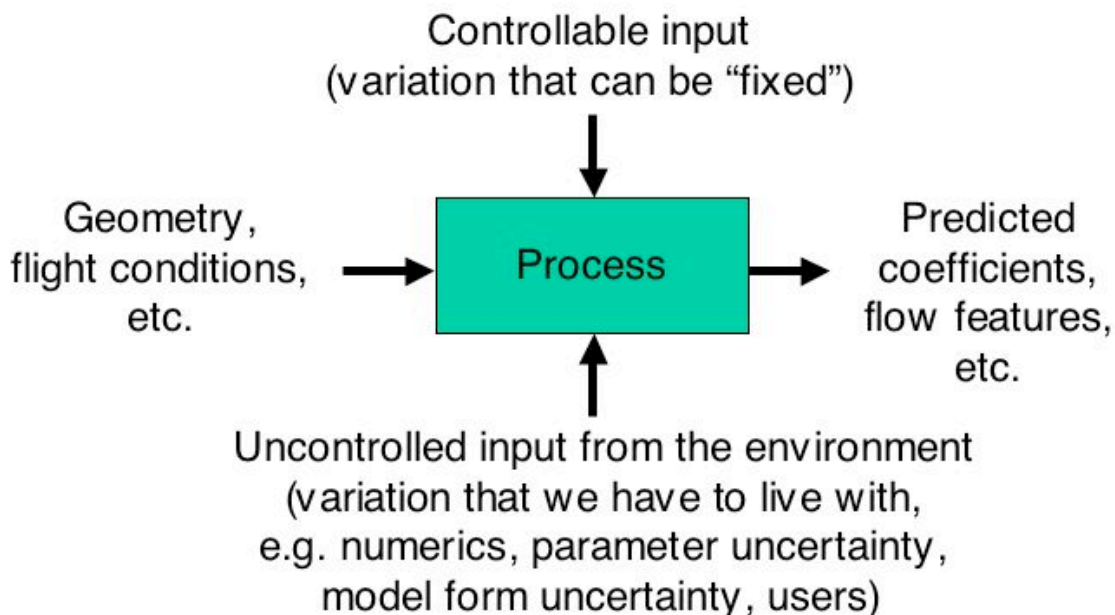 Controllable input
(variation that can be “fixed”)
Geometry,
flight conditions,
etc.
Process
Predicted
coefficients,
flow features,
etc.
Uncontrolled input from the environment
(variation that we have to live with,
e.g. numerics, parameter uncertainty,
model form uncertainty, users)